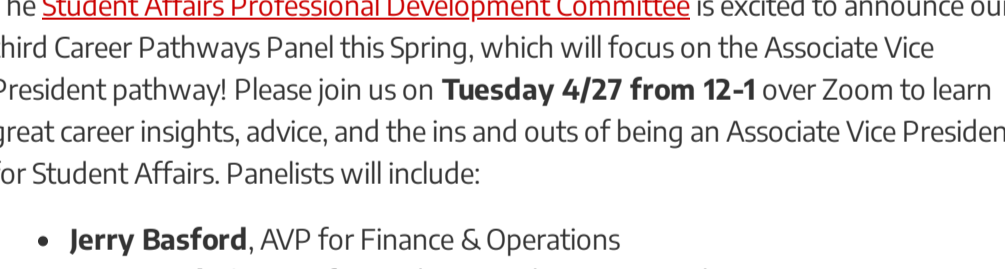 he Student Affairs Professional Development Committee is excited to announce our
hird Career Pathways Panel this Spring, which will focus on the Associate Vice
President pathway! Please join us on Tuesday 4/27 from 12-1 over Zoom to learn
great career insights, advice, and the ins and outs of being an Associate Vice Presiden
for Student Affairs. Panelists will include:
• Jerry Basford, AVP for Finance & Operations